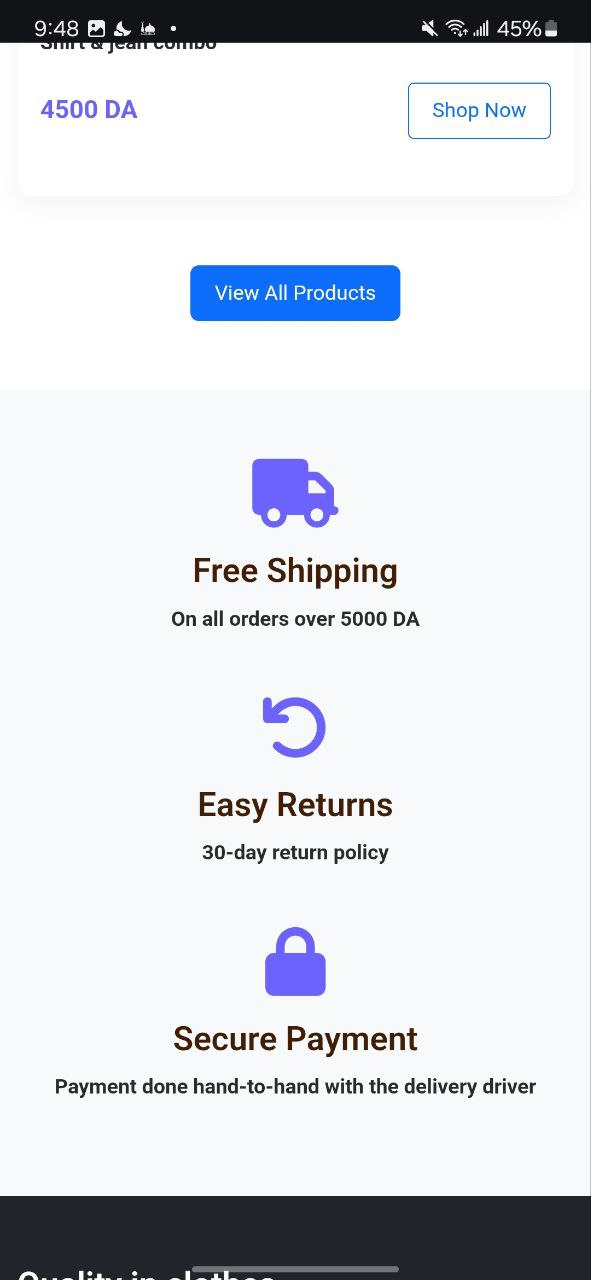 9:48
45%
Shirt & jean combo
4500 DA
Shop Now
View All Products
Free Shipping
On all orders over 5000 DA
Easy Returns
30-day return policy
Secure Payment
Payment done hand-to-hand with the delivery driver
Quality in clothes